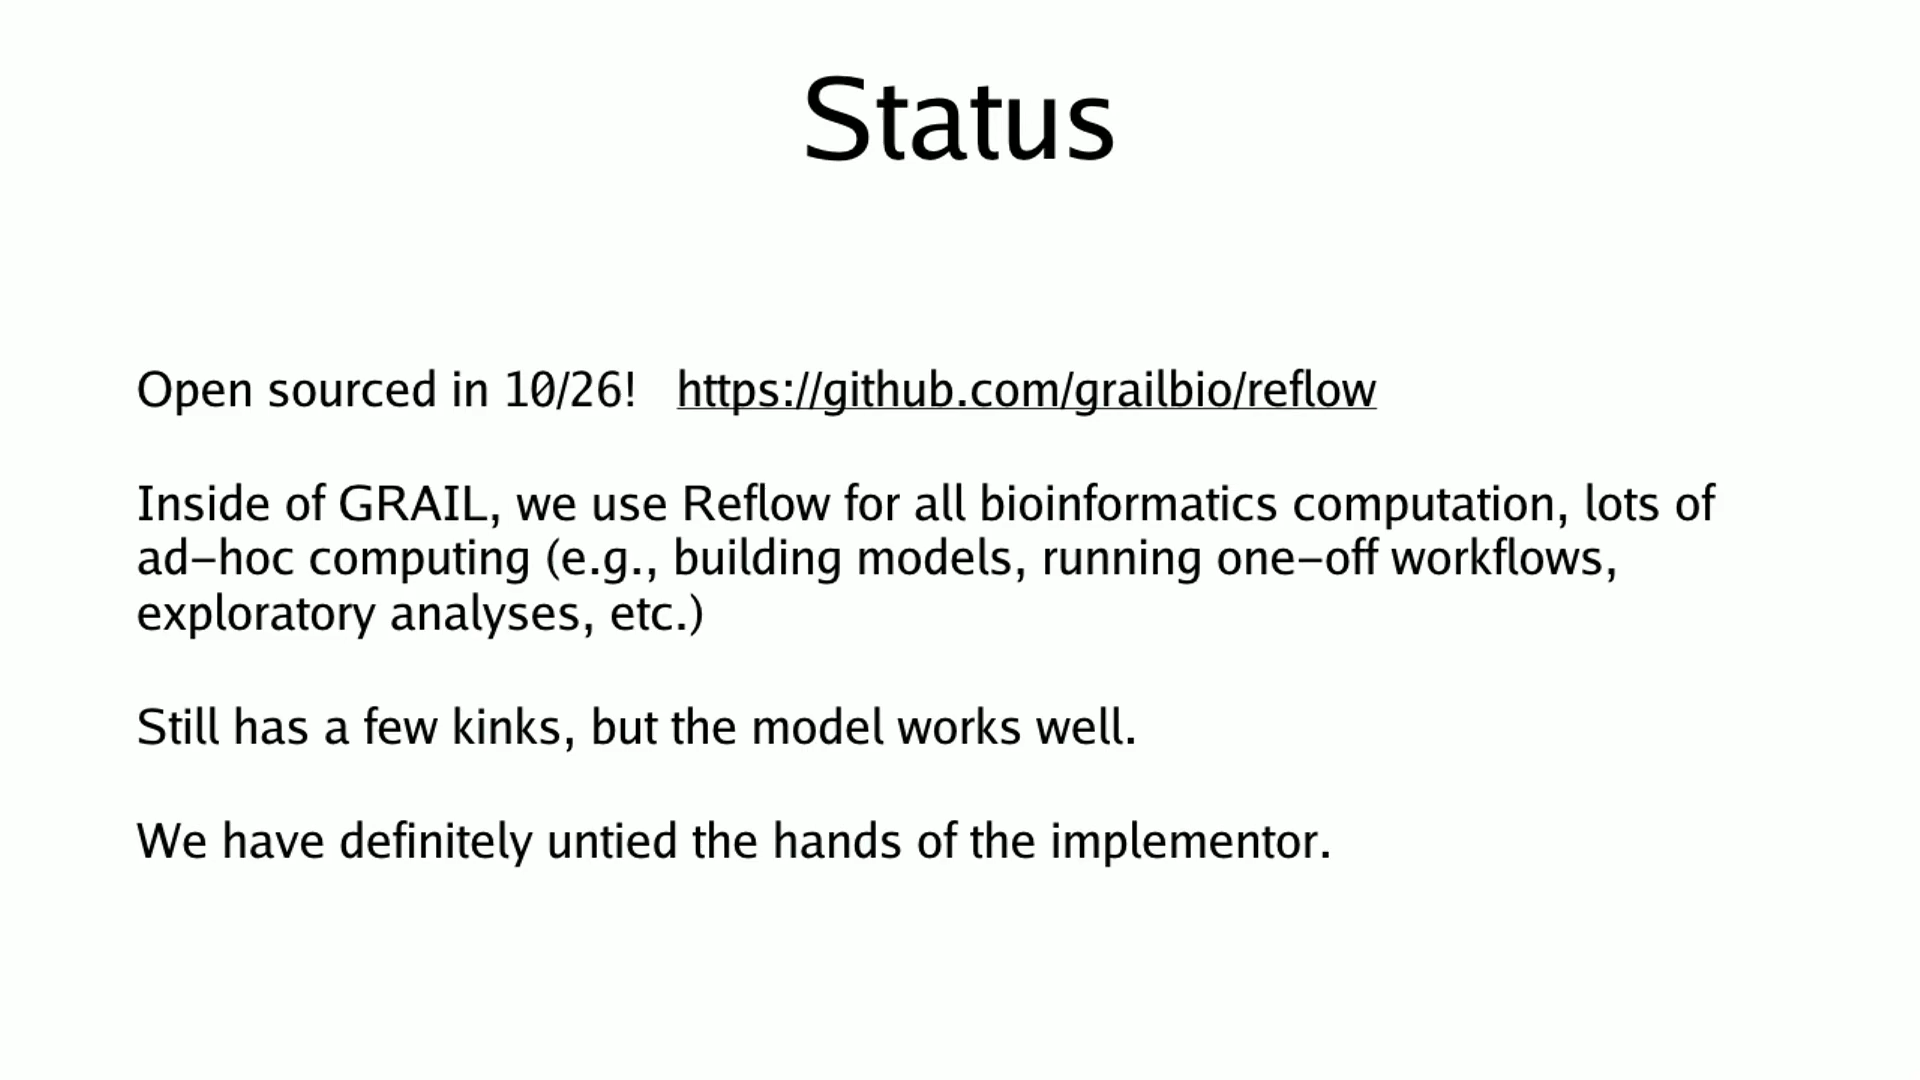 Status
Open sourced in 10/26! https://github.com/grailbio/reflow
Inside of GRAIL, we use Reflow for all bioinformatics computation, lots of
ad-hoc computing (e.g., building models, running one-off workflows,
exploratory analyses, etc.)
Still has a few kinks, but the model works well.
We have definitely untied the hands of the implementor.